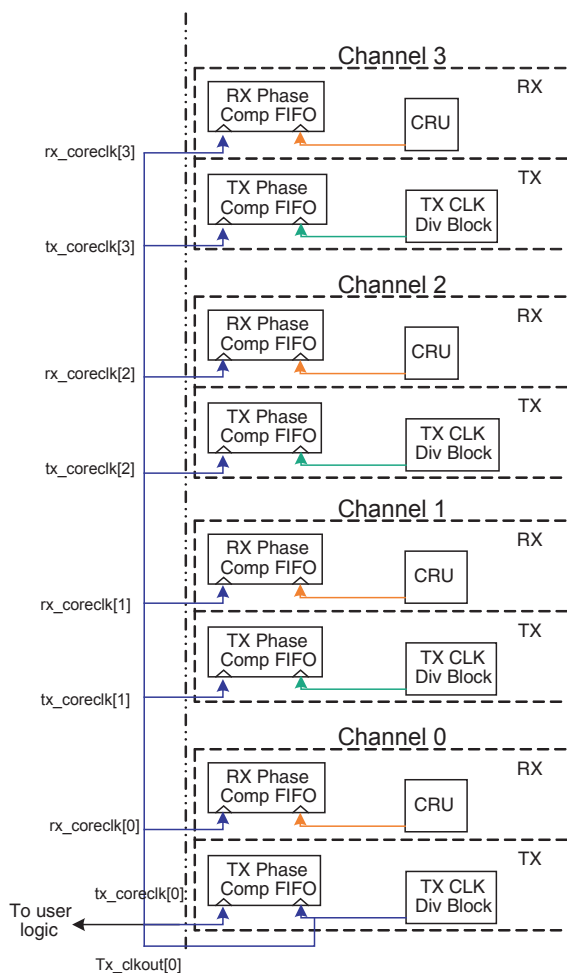 Channel 3
RX
RX Phase
Comp FIFO
CRU
rx_coreclk[3]
TX
TX Phase
Comp FIFO
TX CLK
Div Block
tx_coreclk[3]
Channel 2
RX
RX Phase
Comp FIFO
CRU
rx_coreclk[2]
TX
TX Phase
Comp FIFO
TX CLK
Div Block
tx_coreclk[2]
Channel 1
RX
RX Phase
Comp FIFO
CRU
rx_coreclk[1]
TX
TX Phase
Comp FIFO
TX CLK
Div Block
tx_coreclk[1]
Channel 0
RX
RX Phase
Comp FIFO
CRU
rx_coreclk[0]
TX
TX Phase
Comp FIFO
TX CLK
Div Block
tx_coreclk[0]
To user
logic
Tx_clkout[0]